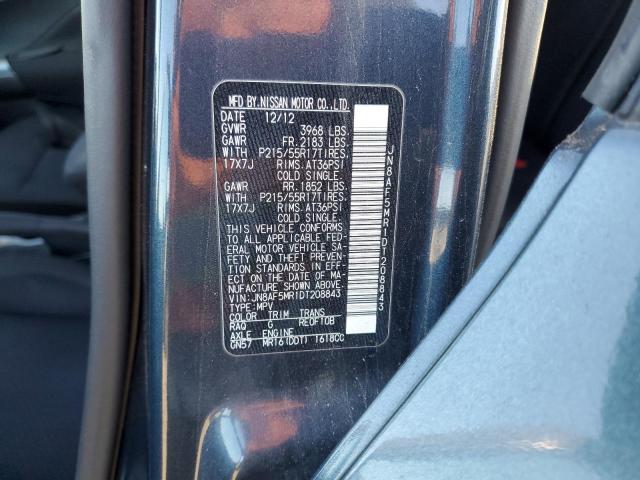 MFD BY.NISSAN MOTOR CO.,LTD.
DATE 12/12
GVWR 3968 LBS.
GAWR FR.2183 LBS.
WITH P215/55R17TIRES.
17X7J RIMS.AT36PSI
COLD SINGLE.
GAWR RR.1852 LBS.
WITH P215/55R17TIRES.
17X7J RIMS.AT36PSI
COLD SINGLE.
THIS VEHICLE CONFORMS
TO ALL APPLICABLE FED-
ERAL MOTOR VEHICLE SA-
FETY AND THEFT PREVEN-
TION STANDARDS IN EFF-
ECT ON THE DATE OF MA-
NUFACTURE SHOWN ABOVE.
VIN:JN8AF5MR1DT208843
TYPE:MPV
COLOR TRIM TRANS
RAQ G RE0FT0B
AXLE ENGINE
GN57 MR16(DDT) 1618CC
JN8AF5MR1DT208843